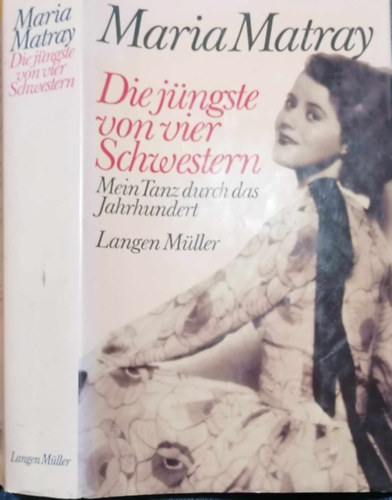 Maria
Matray
Die jüngste
von vier
Schwestern
Langen Müller
Maria Matray
Die jüngste
von vier
Schwestern
Mein Tanz durch das
Jahrhundert
Langen Müller